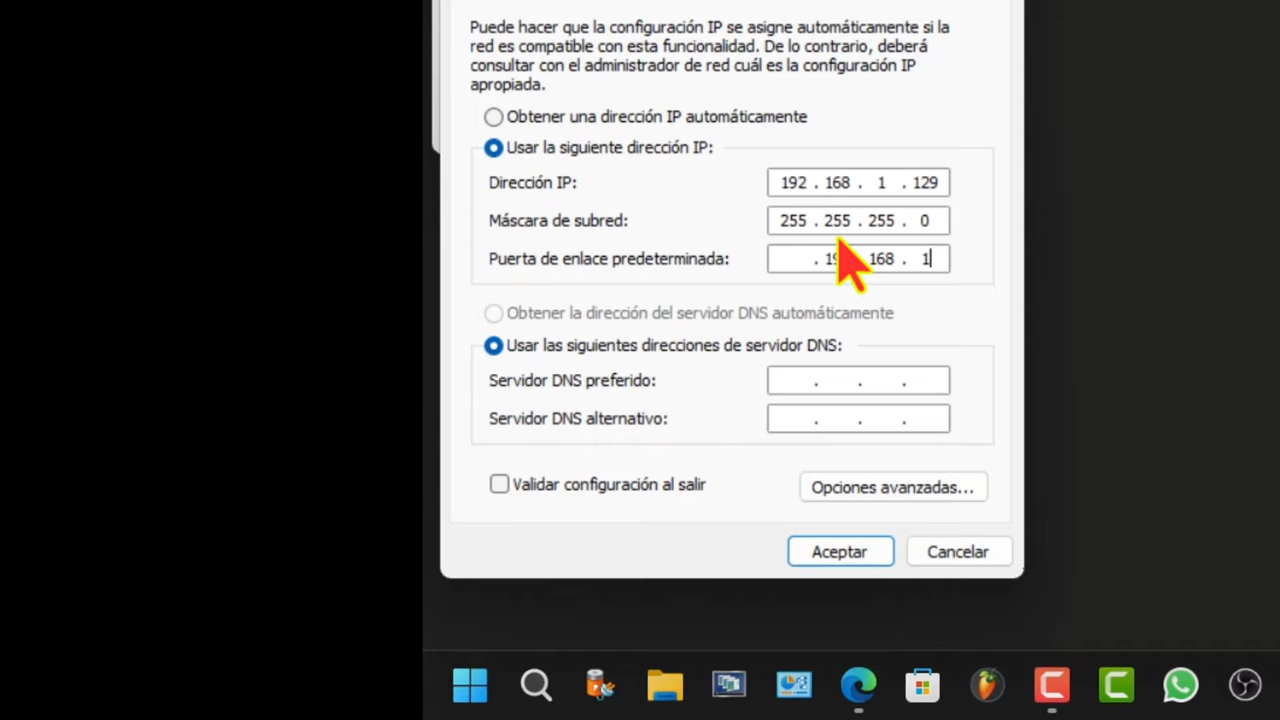 Puede hacer que la configuración IP se asigne automáticamente si la
red es compatible con esta funcionalidad. De lo contrario, deberá
consultar con el administrador de red cuál es la configuración IP
apropiada.
Obtener una dirección IP automáticamente
Usar la siguiente dirección IP:
Dirección IP: 192 . 168 . 1 . 129
Máscara de subred: 255 . 255 . 255 . 0
Puerta de enlace predeterminada: . 168 . 1
Obtener la dirección del servidor DNS automáticamente
Usar las siguientes direcciones de servidor DNS:
Servidor DNS preferido: . . .
Servidor DNS alternativo: . . .
Validar configuración al salir Opciones avanzadas...
Aceptar Cancelar